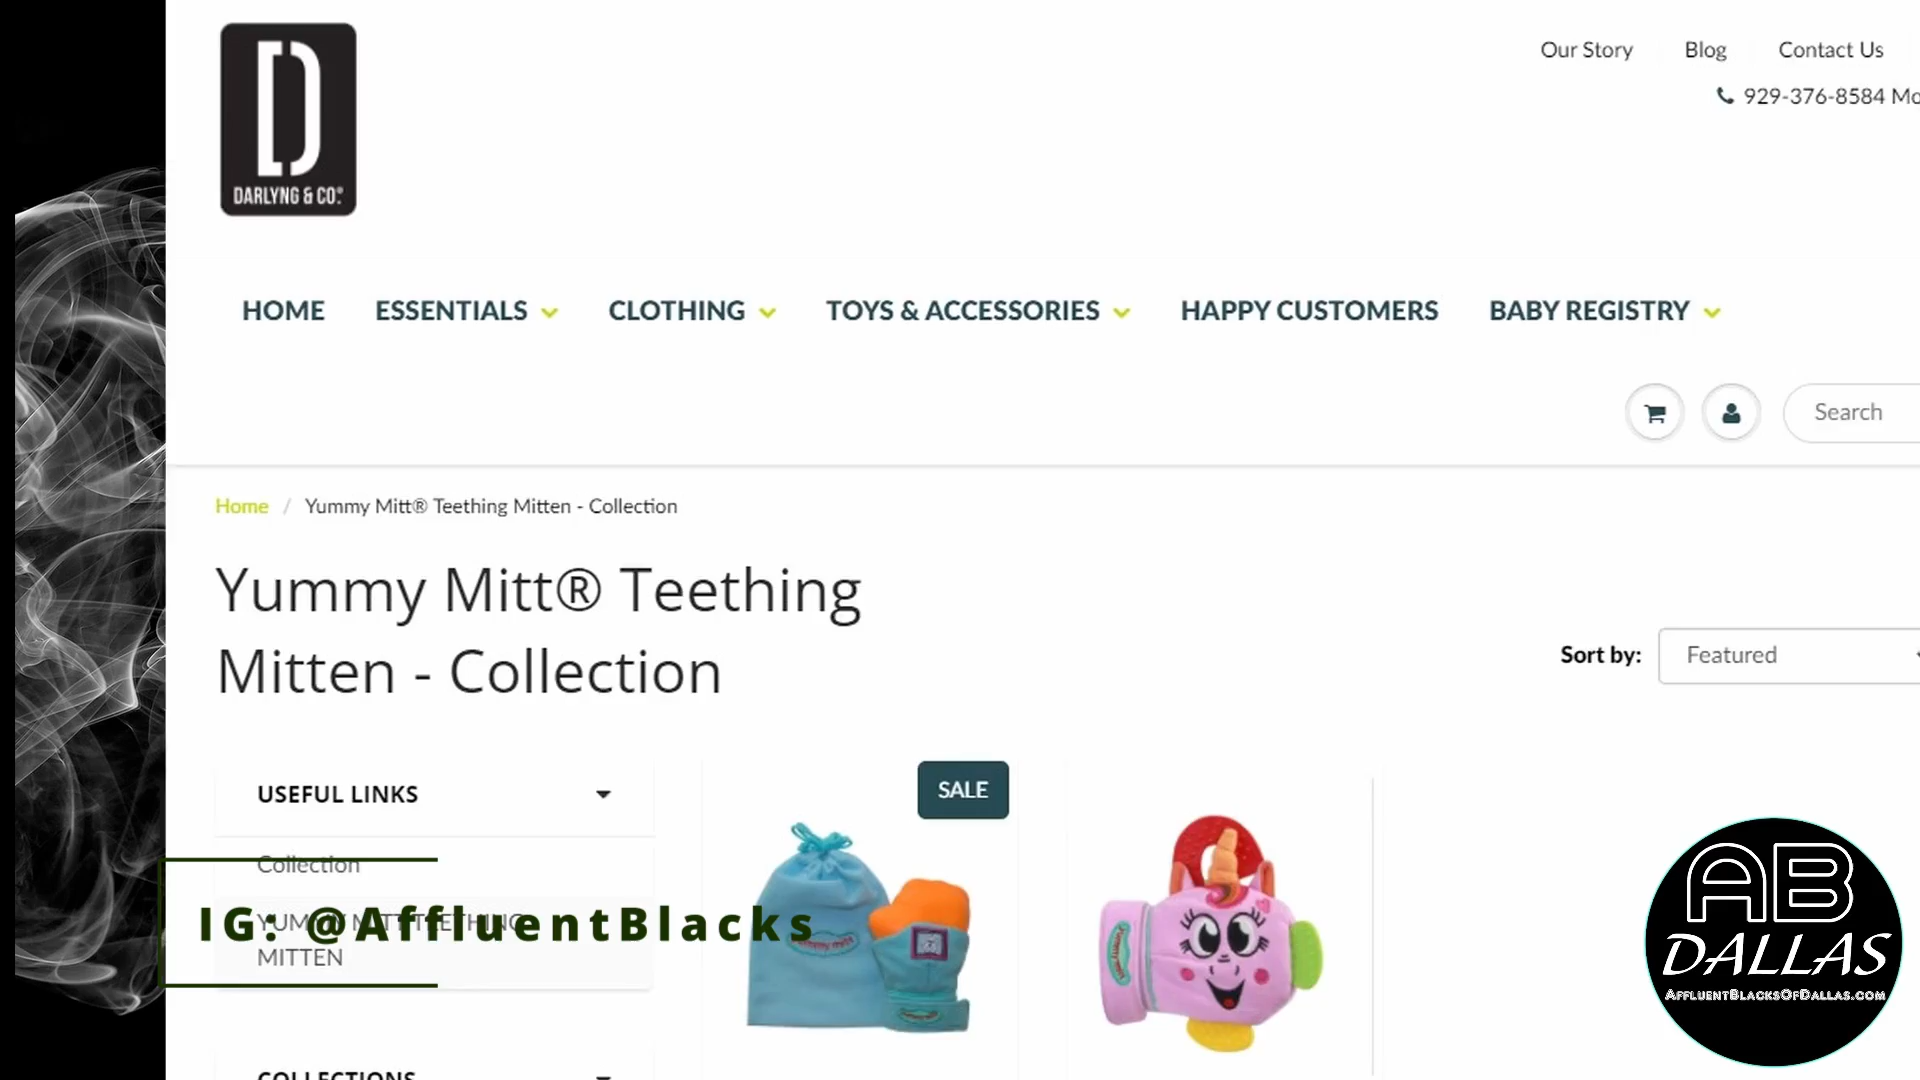 Our Story
Blog
Contact Us
929-376-8584 Mo
DARLYNG & CO.®
HOME
ESSENTIALS
CLOTHING
TOYS & ACCESSORIES
HAPPY CUSTOMERS
BABY REGISTRY
Search
Home / Yummy Mitt® Teething Mitten - Collection
Yummy Mitt® Teething
Mitten - Collection
Sort by:
Featured
USEFUL LINKS
SALE
Collection
YUMMY MITT TEETHING
MITTEN
IG: @AffluentBlacks
yummy mitt
COLLECTIONS
AB
DALLAS
AFFLUENTBLACKSOFDALLAS.COM